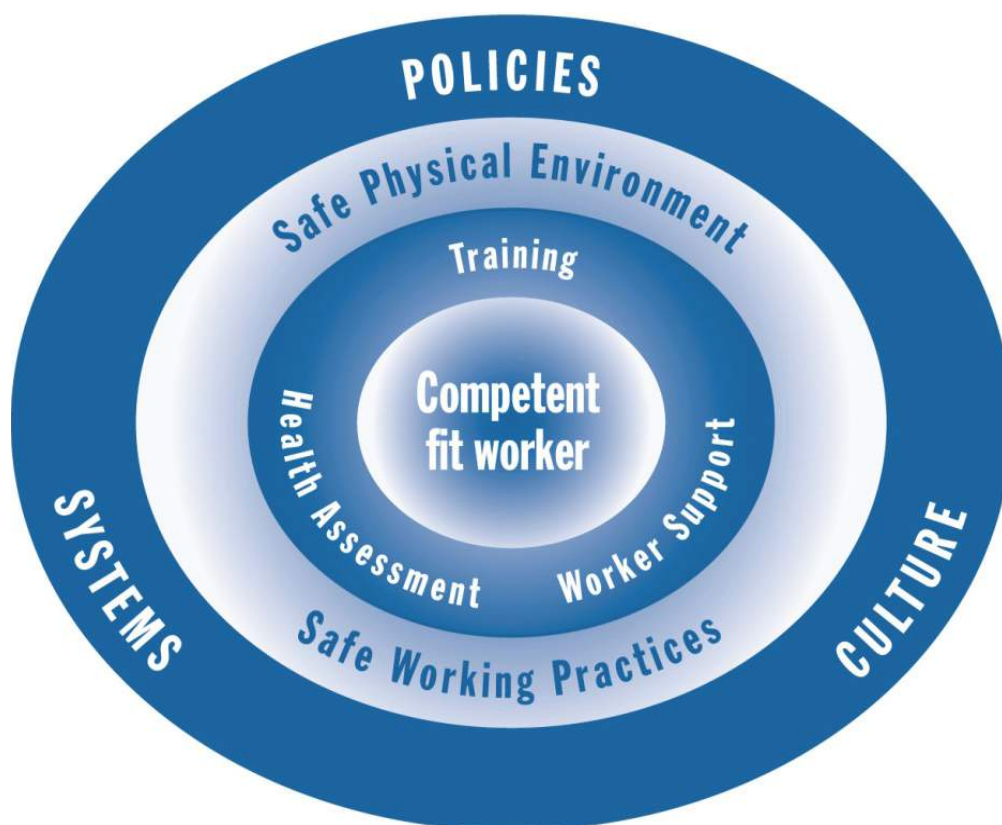 POLICIES
Safe Physical Environment
Training
Competent
fit worker
Health Assessment
Worker Support
Safe Working Practices
SYSTEMS
CULTURE